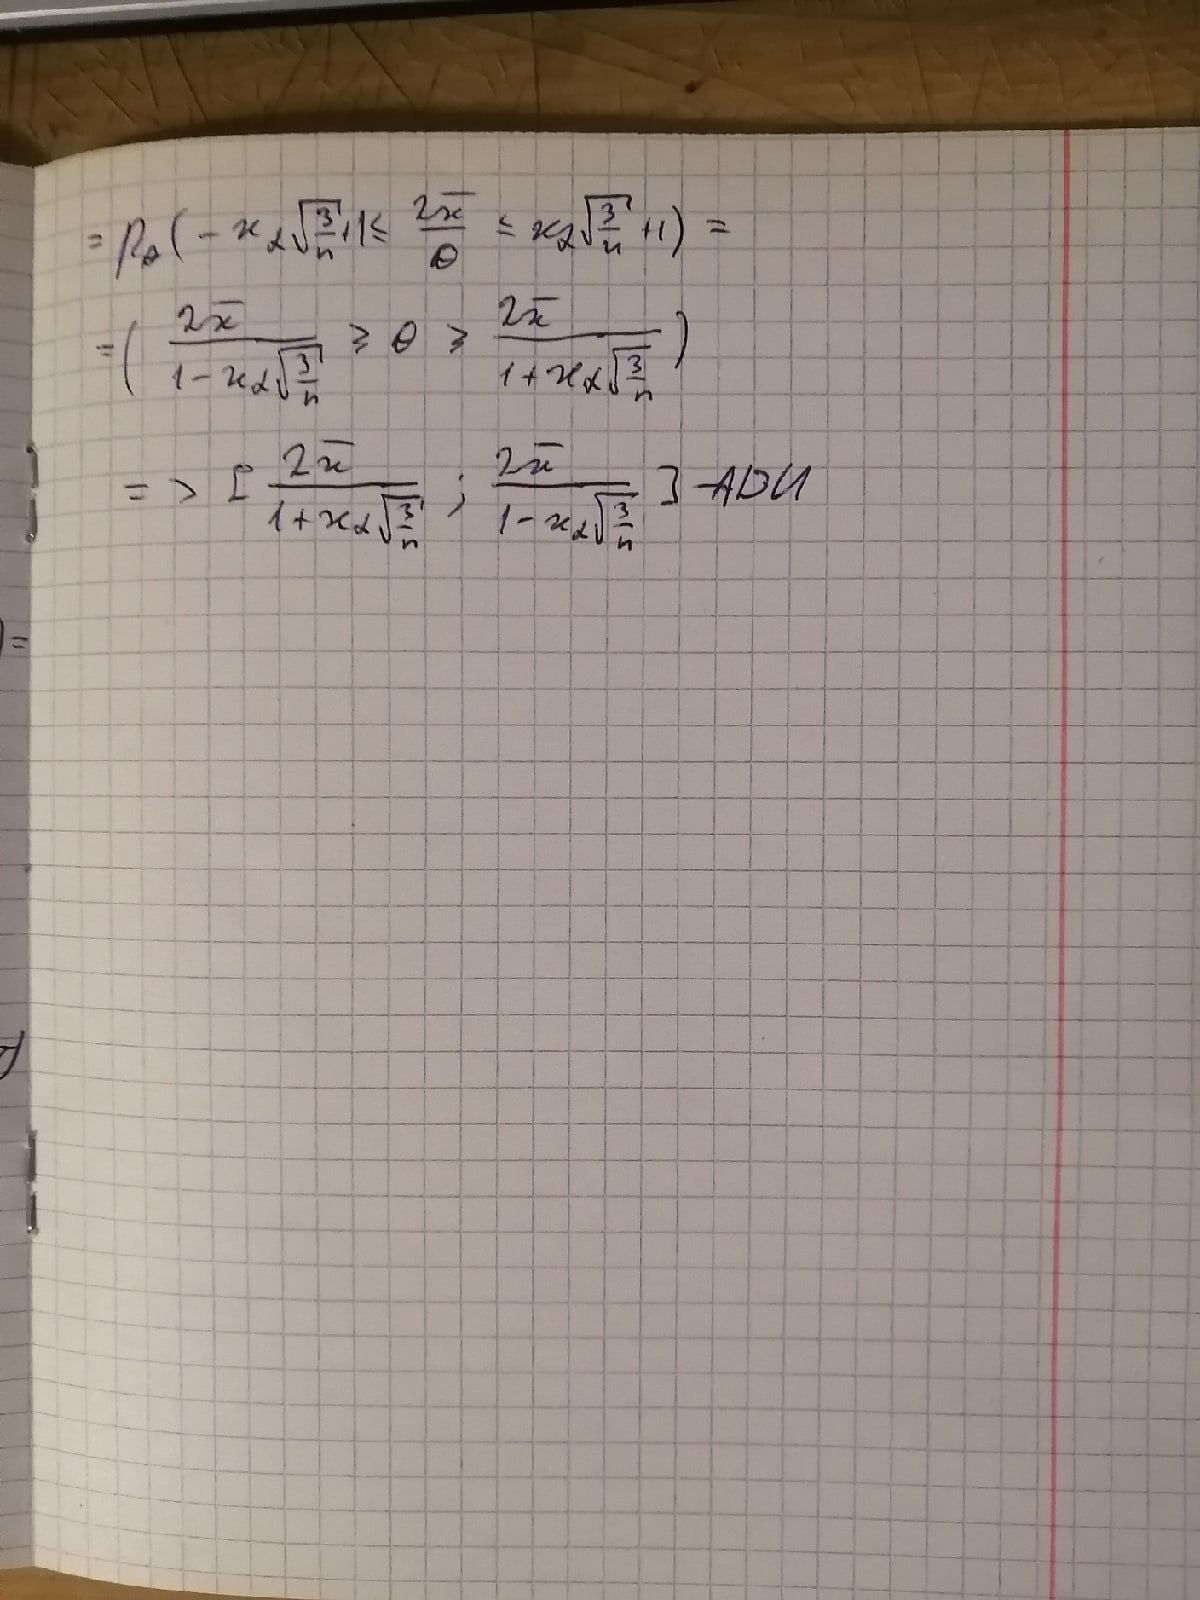 = P_θ(-x_α√(3/n)+1 ≤ 2x̄/θ ≤ x_α√(3/n)+1) =
= (2x̄/(1-x_α√(3/n)) ≥ θ ≥ 2x̄/(1+x_α√(3/n)))
=> [2x̄/(1+x_α√(3/n)) ; 2x̄/(1-x_α√(3/n))] - АДИ
)=